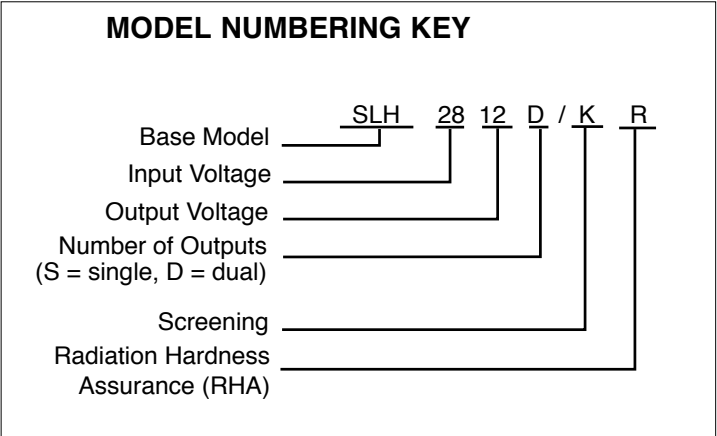 MODEL NUMBERING KEY
SLH 28 12 D / K R
Base Model
Input Voltage
Output Voltage
Number of Outputs
(S = single, D = dual)
Screening
Radiation Hardness
Assurance (RHA)